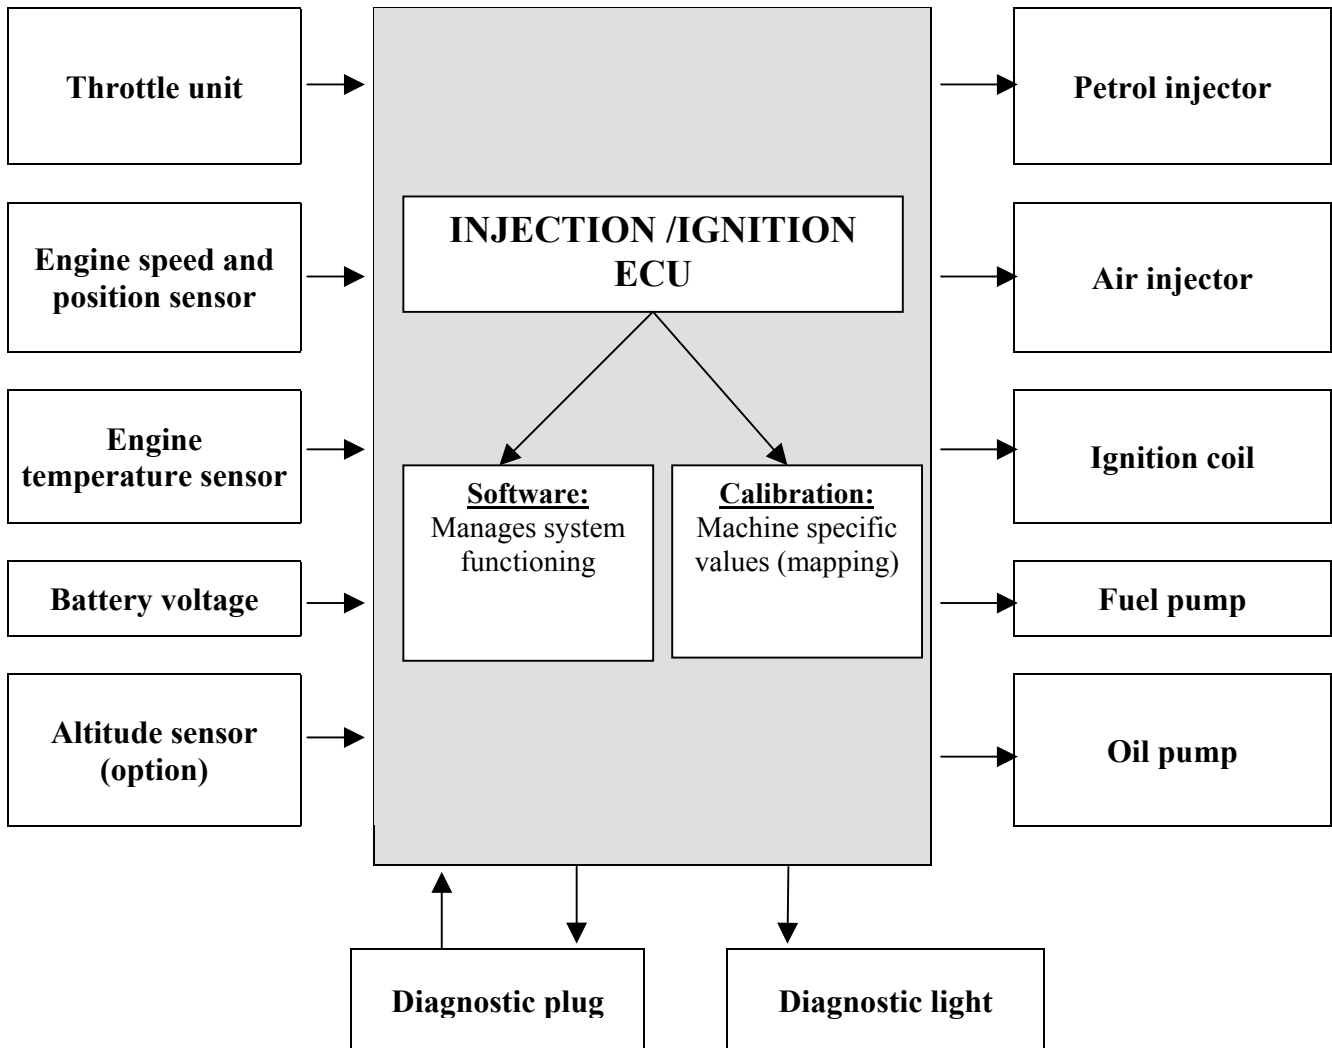 Throttle unit
Petrol injector
INJECTION /IGNITION
ECU
Engine speed and
position sensor
Air injector
Engine
temperature sensor
Ignition coil
Software:
Manages system
functioning
Calibration:
Machine specific
values (mapping)
Battery voltage
Fuel pump
Altitude sensor
(option)
Oil pump
Diagnostic plug
Diagnostic light